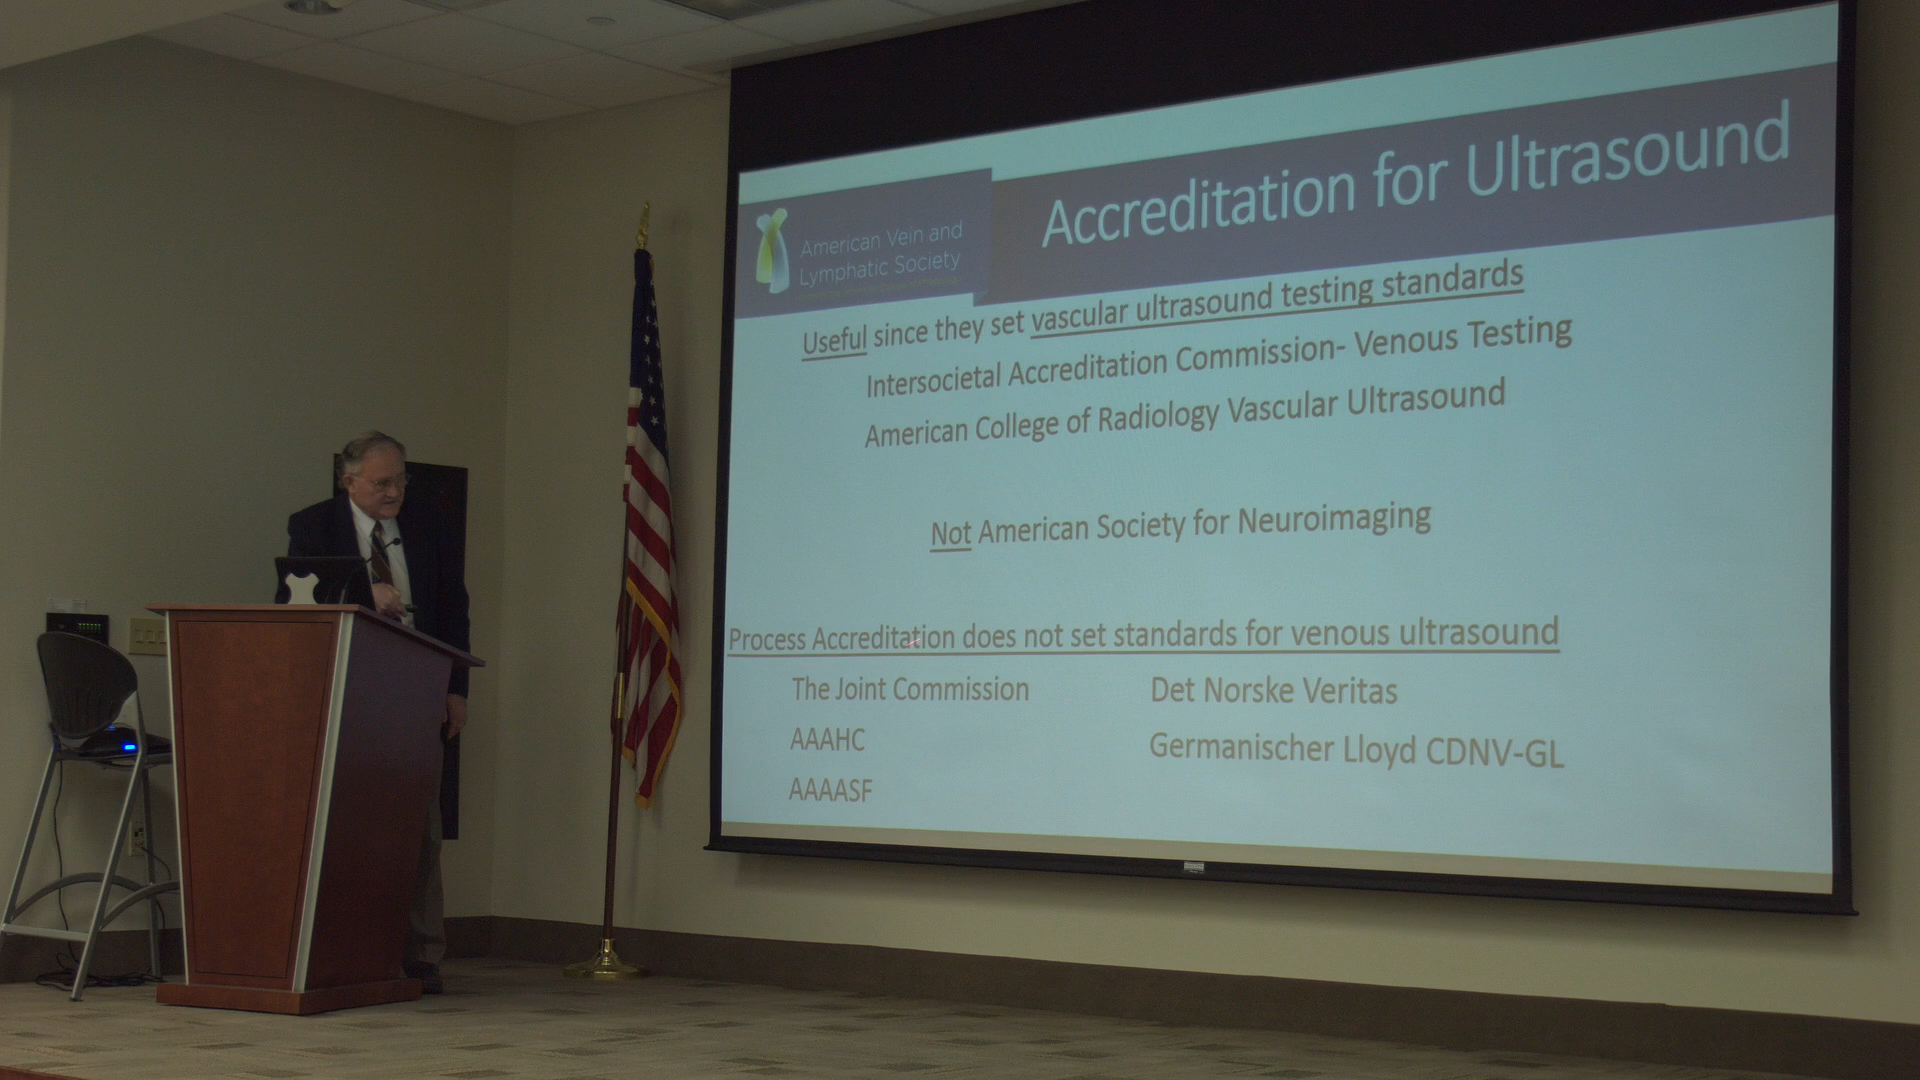 Accreditation for Ultrasound
American Vein and
Lymphatic Society
Useful since they set vascular ultrasound testing standards
Intersocietal Accreditation Commission- Venous Testing
American College of Radiology Vascular Ultrasound
Not American Society for Neuroimaging
Process Accreditation does not set standards for venous ultrasound
The Joint Commission
Det Norske Veritas
AAAHC
Germanischer Lloyd CDNV-GL
AAAASF